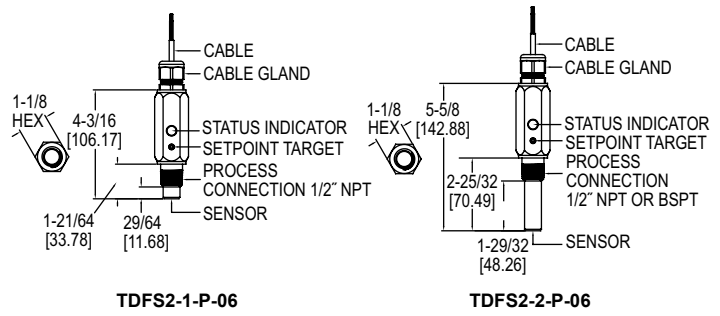 CABLE
CABLE GLAND
1-1/8
HEX
4-3/16
[106.17]
STATUS INDICATOR
SETPOINT TARGET
PROCESS
CONNECTION 1/2˝ NPT
1-21/64
[33.78]
29/64
[11.68]
SENSOR
TDFS2-1-P-06
CABLE
CABLE GLAND
1-1/8
HEX
5-5/8
[142.88]
STATUS INDICATOR
SETPOINT TARGET
PROCESS
CONNECTION
1/2˝ NPT OR BSPT
2-25/32
[70.49]
1-29/32
[48.26]
SENSOR
TDFS2-2-P-06